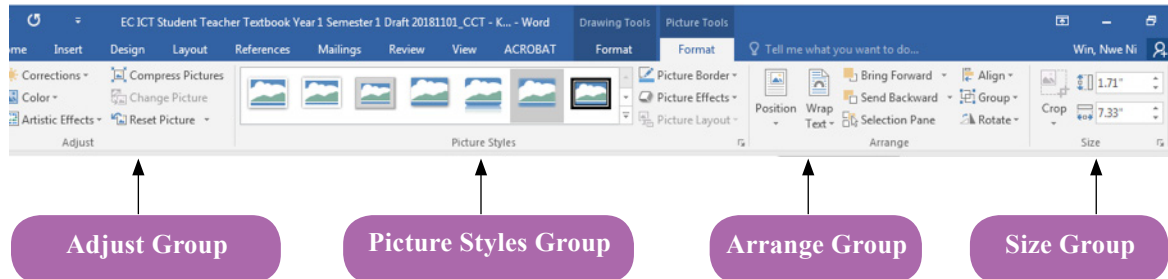 EC ICT Student Teacher Textbook Year 1 Semester 1 Draft 20181101_CCT - K... - Word
Drawing Tools
Picture Tools
ome Insert Design Layout References Mailings Review View ACROBAT Format Format Tell me what you want to do... Win, Nwe Ni
Corrections Compress Pictures Picture Border Bring Forward Align 1.71"
Color Change Picture Picture Effects Position Wrap Text Send Backward Group Crop 7.33"
Artistic Effects Reset Picture Picture Layout Selection Pane Rotate
Adjust Picture Styles Arrange Size
Adjust Group
Picture Styles Group
Arrange Group
Size Group